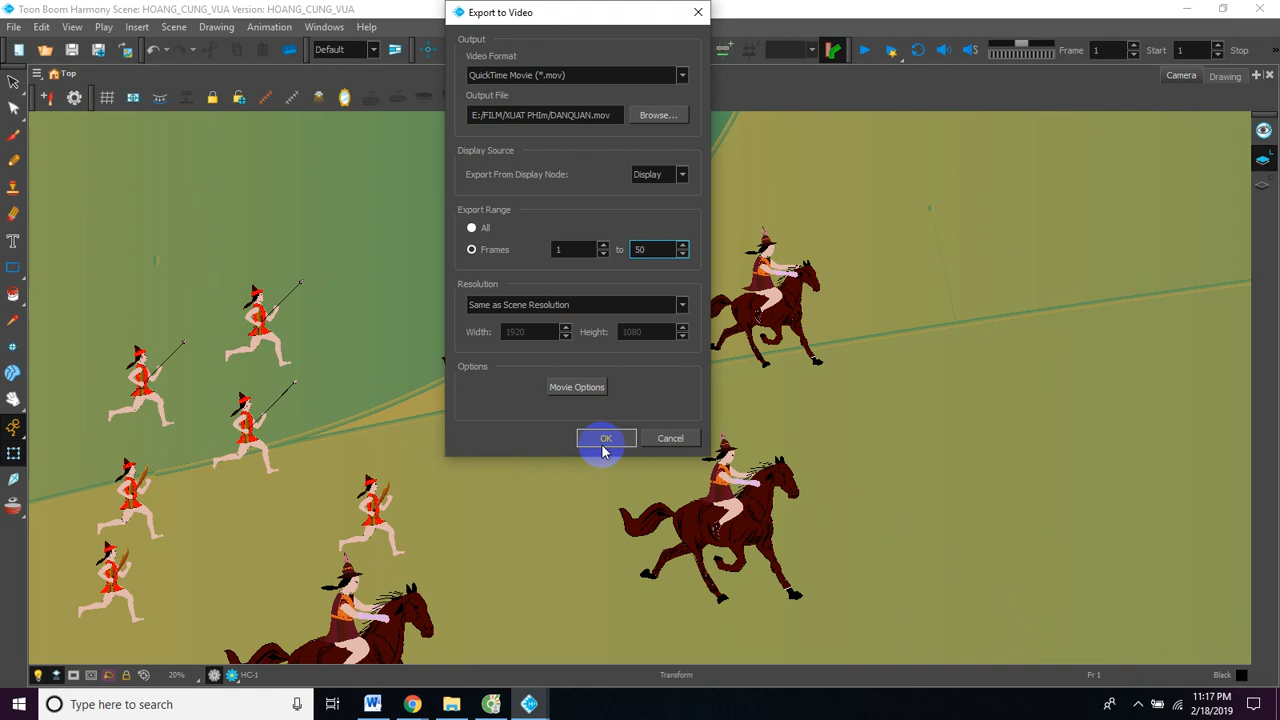 Toon Boom Harmony Scene: HOANG_CUNG_VUA Version: HOANG_CUNG_VUA
Export to Video
File Edit View Play Insert Scene Drawing Animation Windows Help
Default
Frame 1 Start 1 Stop
Top
Camera Drawing
Output
Video Format
QuickTime Movie (*.mov)
Output File
E:/FILM/XUAT PHIm/DANQUAN.mov Browse...
Display Source
Export From Display Node: Display
Export Range
All
Frames 1 to 50
Resolution
Same as Scene Resolution
Width: 1920 Height: 1080
Options
Movie Options
OK Cancel
20% HC-1 Transform Fr 1 Black
Type here to search
11:17 PM
2/18/2019